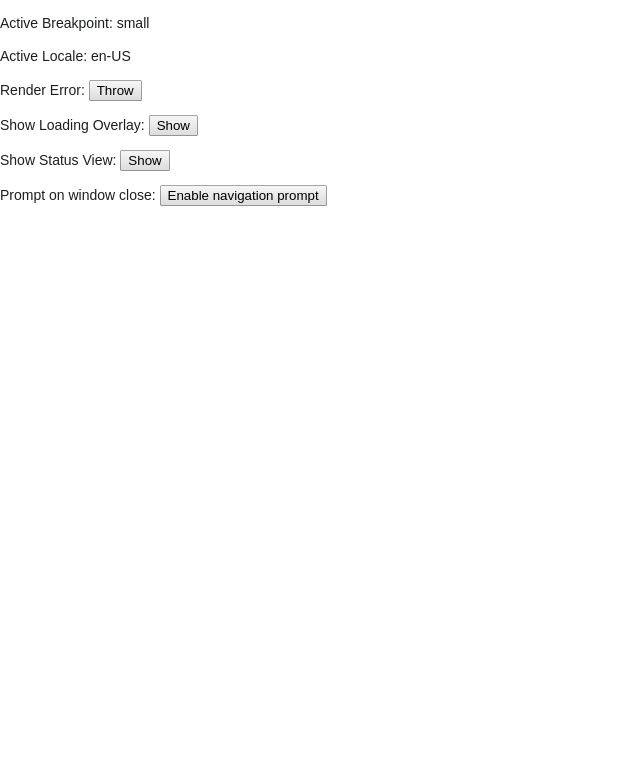 Active Breakpoint: small
Active Locale: en-US
Render Error: Throw
Show Loading Overlay: Show
Show Status View: Show
Prompt on window close: Enable navigation prompt